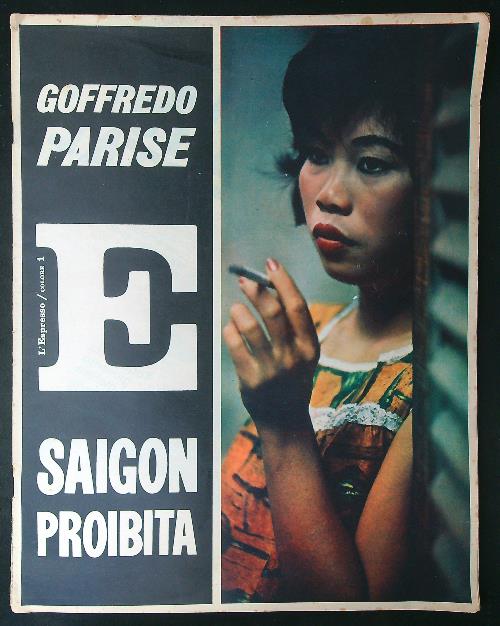 GOFFREDO
PARISE
E
L'Espresso / COLORE 1
SAIGON
PROIBITA